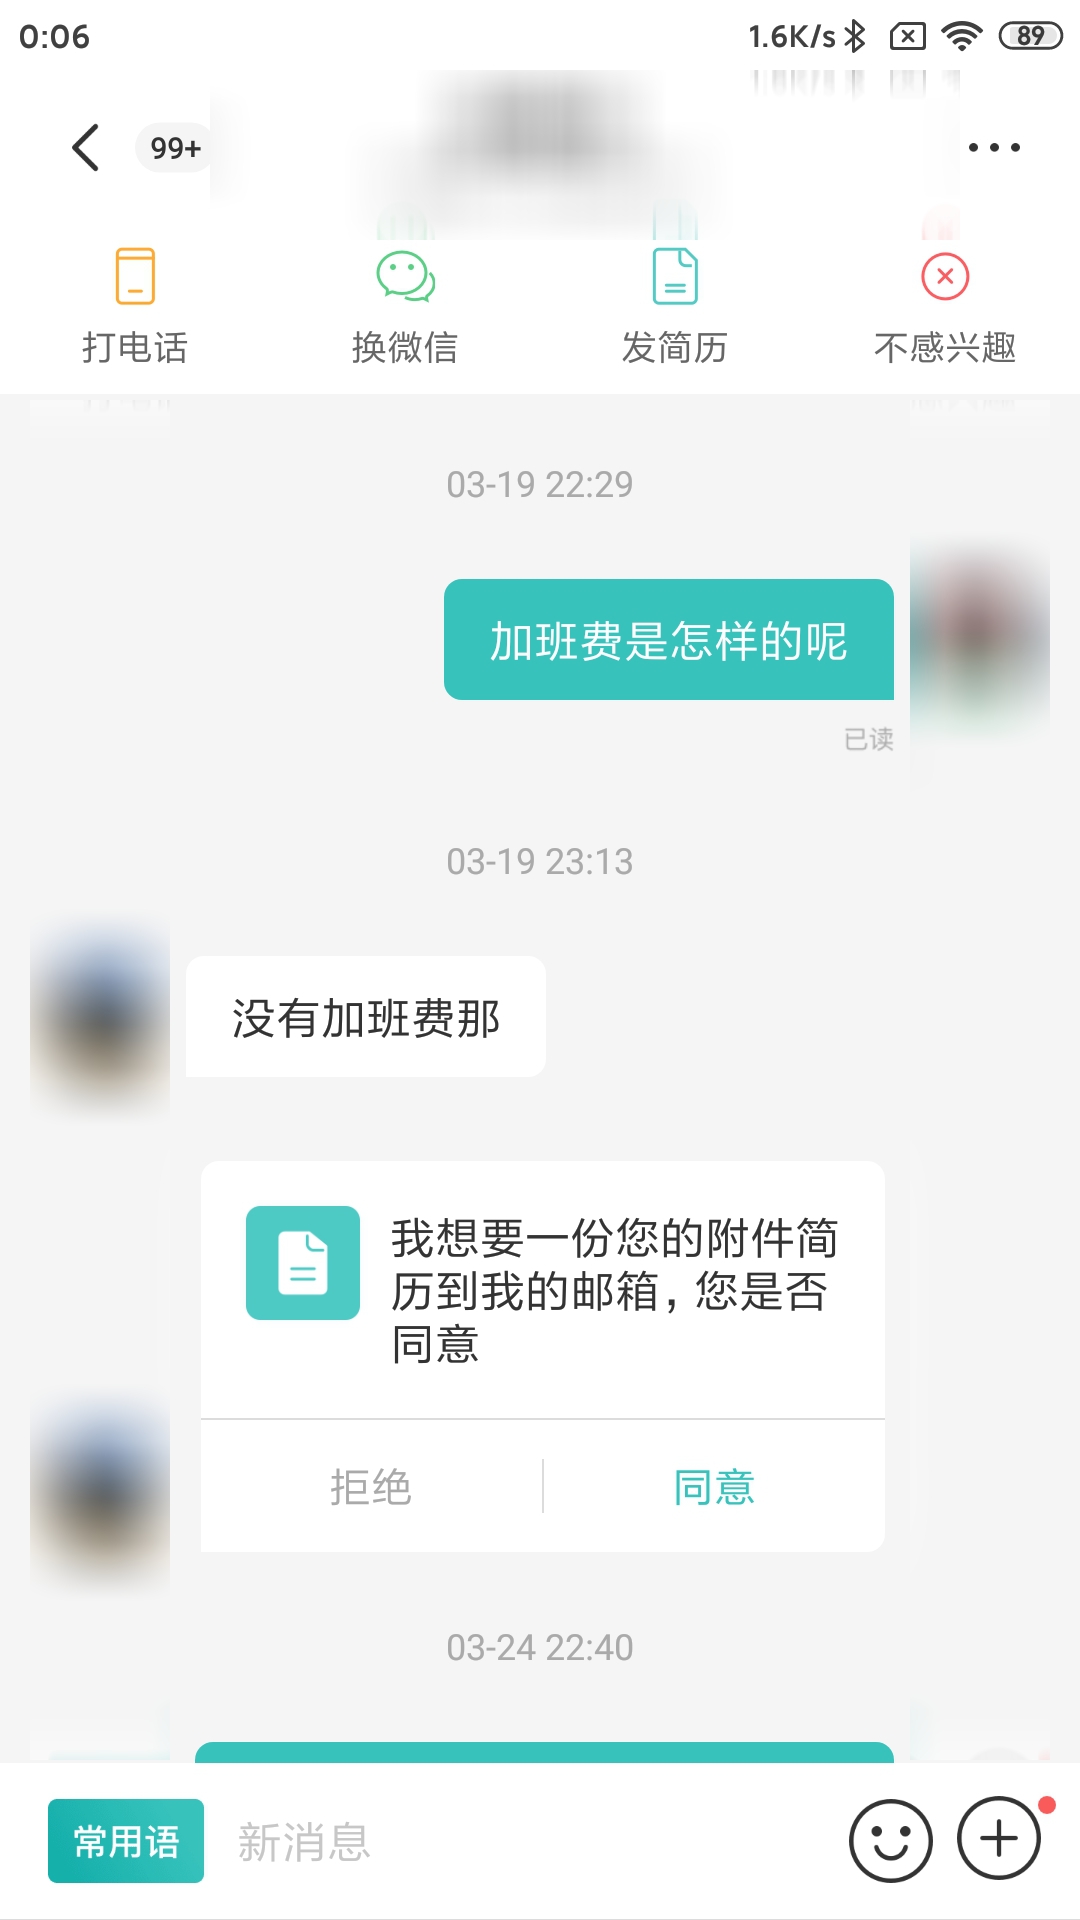 0:06
1.6K/s
89
99+
打电话
换微信
发简历
不感兴趣
03-19 22:29
加班费是怎样的呢
已读
03-19 23:13
没有加班费那
我想要一份您的附件简
历到我的邮箱，您是否
同意
拒绝
同意
03-24 22:40
常用语
新消息